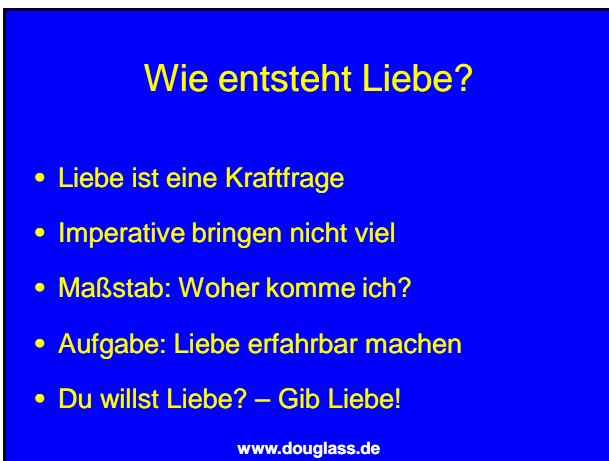 Wie entsteht Liebe?
• Liebe ist eine Kraftfrage
• Imperative bringen nicht viel
• Maßstab: Woher komme ich?
• Aufgabe: Liebe erfahrbar machen
• Du willst Liebe? – Gib Liebe!
www.douglass.de